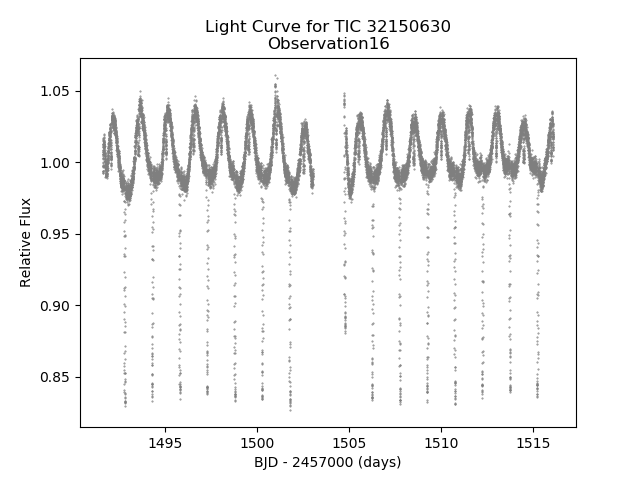 Light Curve for TIC 32150630
Observation16
1.05
1.00
0.95
0.90
0.85
Relative Flux
1495
1500
1505
1510
1515
BJD - 2457000 (days)